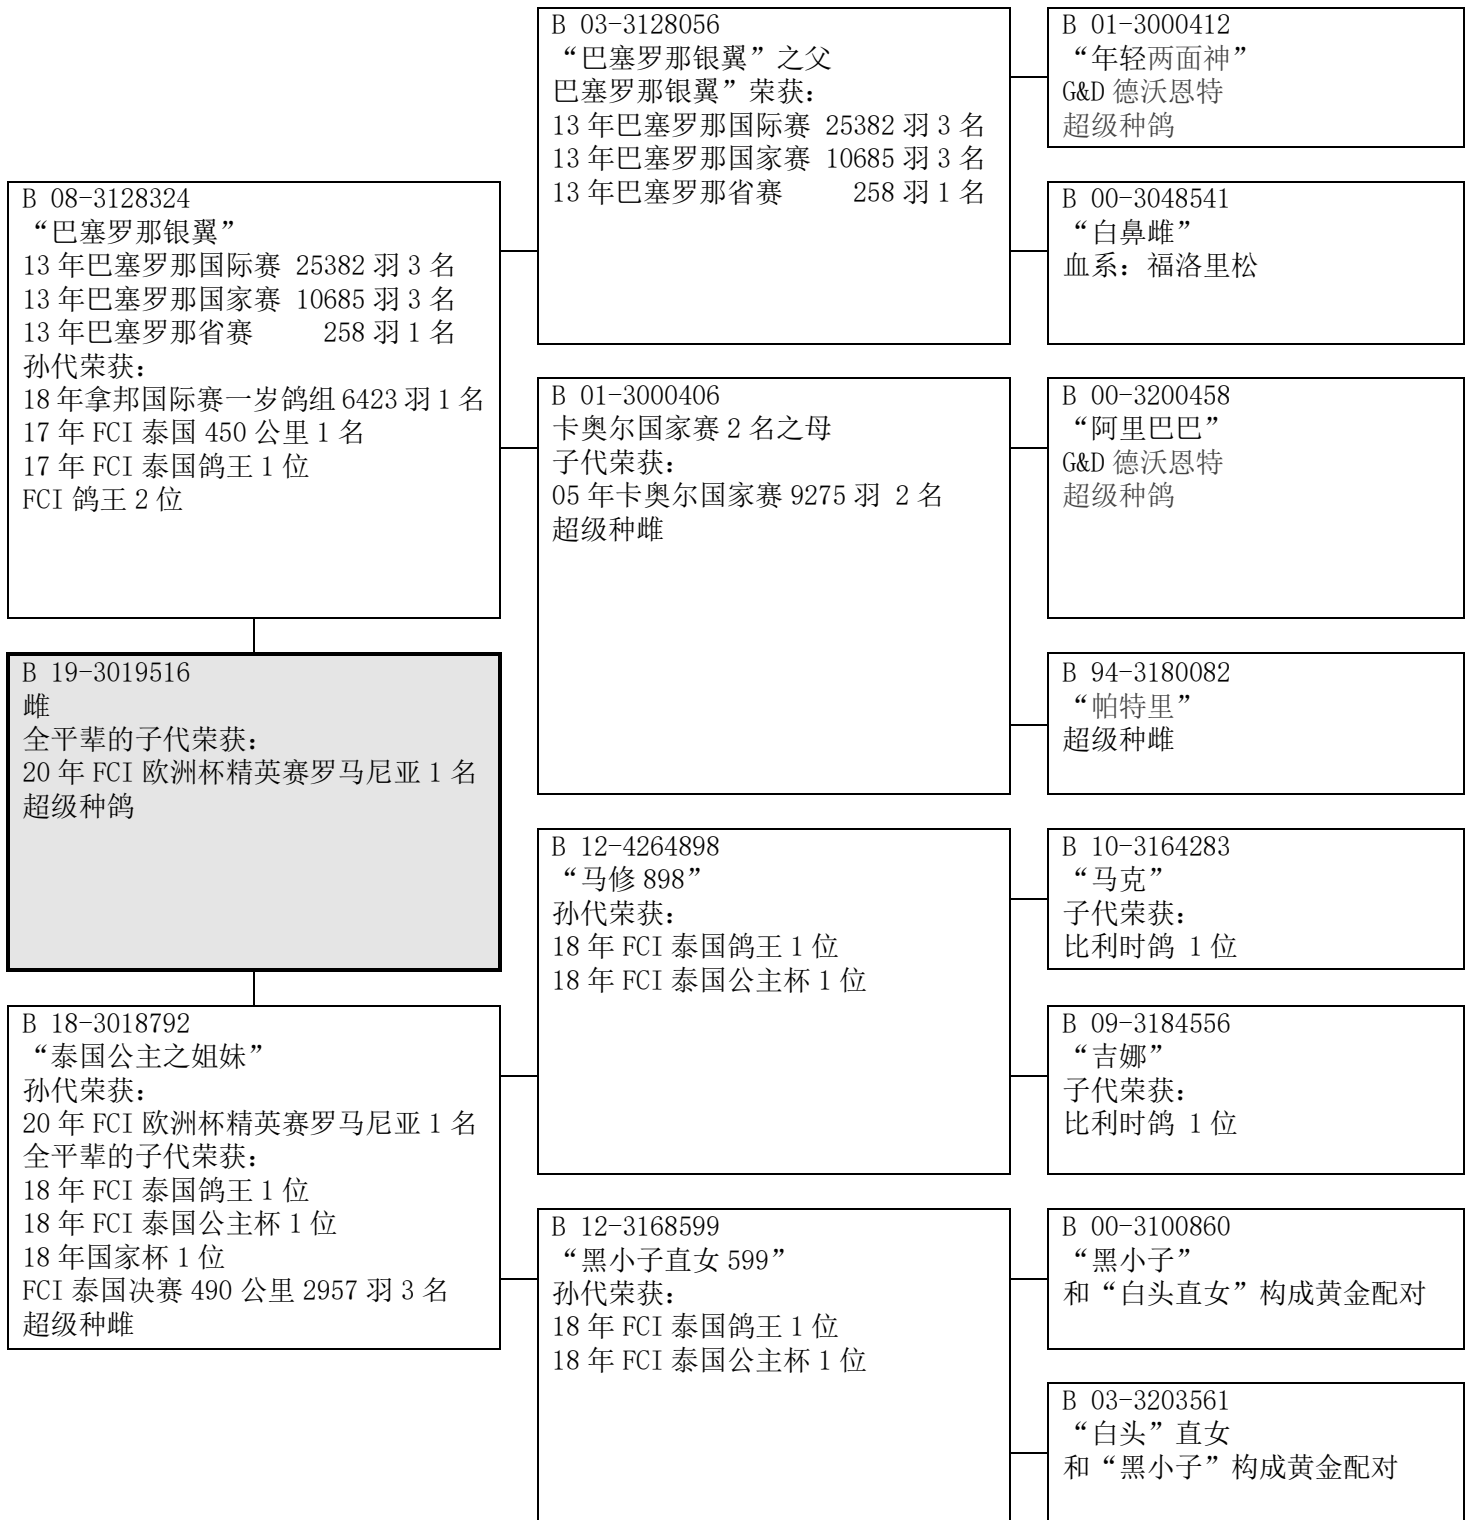 B 08-3128324
“巴塞罗那银翼”
13 年巴塞罗那国际赛 25382 羽 3 名
13 年巴塞罗那国家赛 10685 羽 3 名
13 年巴塞罗那省赛 258 羽 1 名
孙代荣获：
18 年拿邦国际赛一岁鸽组 6423 羽 1 名
17 年 FCI 泰国 450 公里 1 名
17 年 FCI 泰国鸽王 1 位
FCI 鸽王 2 位
B 19-3019516
雌
全平辈的子代荣获：
20 年 FCI 欧洲杯精英赛罗马尼亚 1 名
超级种鸽
B 18-3018792
“泰国公主之姐妹”
孙代荣获：
20 年 FCI 欧洲杯精英赛罗马尼亚 1 名
全平辈的子代荣获：
18 年 FCI 泰国鸽王 1 位
18 年 FCI 泰国公主杯 1 位
18 年国家杯 1 位
FCI 泰国决赛 490 公里 2957 羽 3 名
超级种雌
B 03-3128056
“巴塞罗那银翼”之父
巴塞罗那银翼”荣获：
13 年巴塞罗那国际赛 25382 羽 3 名
13 年巴塞罗那国家赛 10685 羽 3 名
13 年巴塞罗那省赛 258 羽 1 名
B 01-3000406
卡奥尔国家赛 2 名之母
子代荣获：
05 年卡奥尔国家赛 9275 羽 2 名
超级种雌
B 12-4264898
“马修 898”
孙代荣获：
18 年 FCI 泰国鸽王 1 位
18 年 FCI 泰国公主杯 1 位
B 12-3168599
“黑小子直女 599”
孙代荣获：
18 年 FCI 泰国鸽王 1 位
18 年 FCI 泰国公主杯 1 位
B 01-3000412
“年轻两面神”
G&D 德沃恩特
超级种鸽
B 00-3048541
“白鼻雌”
血系：福洛里松
B 00-3200458
“阿里巴巴”
G&D 德沃恩特
超级种鸽
B 94-3180082
“帕特里”
超级种雌
B 10-3164283
“马克”
子代荣获：
比利时鸽 1 位
B 09-3184556
“吉娜”
子代荣获：
比利时鸽 1 位
B 00-3100860
“黑小子”
和“白头直女”构成黄金配对
B 03-3203561
“白头”直女
和“黑小子”构成黄金配对